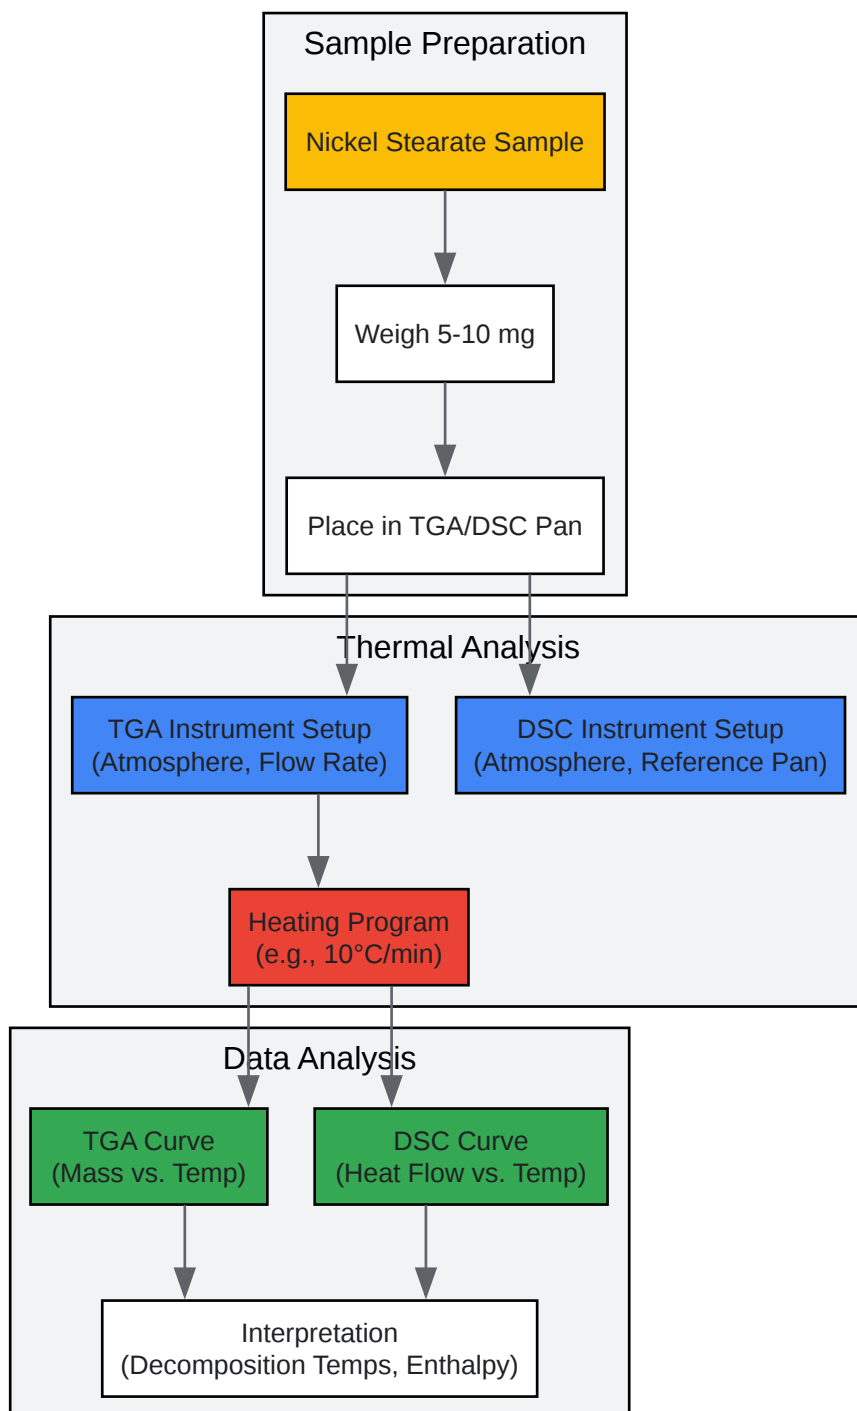 Sample Preparation
Nickel Stearate Sample
Weigh 5-10 mg
Place in TGA/DSC Pan
Thermal Analysis
TGA Instrument Setup
(Atmosphere, Flow Rate)
DSC Instrument Setup
(Atmosphere, Reference Pan)
Heating Program
(e.g., 10°C/min)
Data Analysis
TGA Curve
(Mass vs. Temp)
DSC Curve
(Heat Flow vs. Temp)
Interpretation
(Decomposition Temps, Enthalpy)